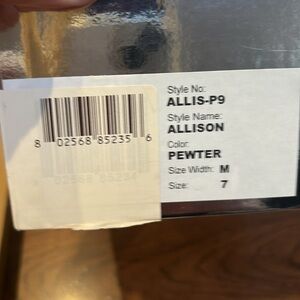 Style No:
ALLIS-P9
Style Name:
ALLISON
Color:
PEWTER
Size Width: M
Size: 7
8 02568 85235 6